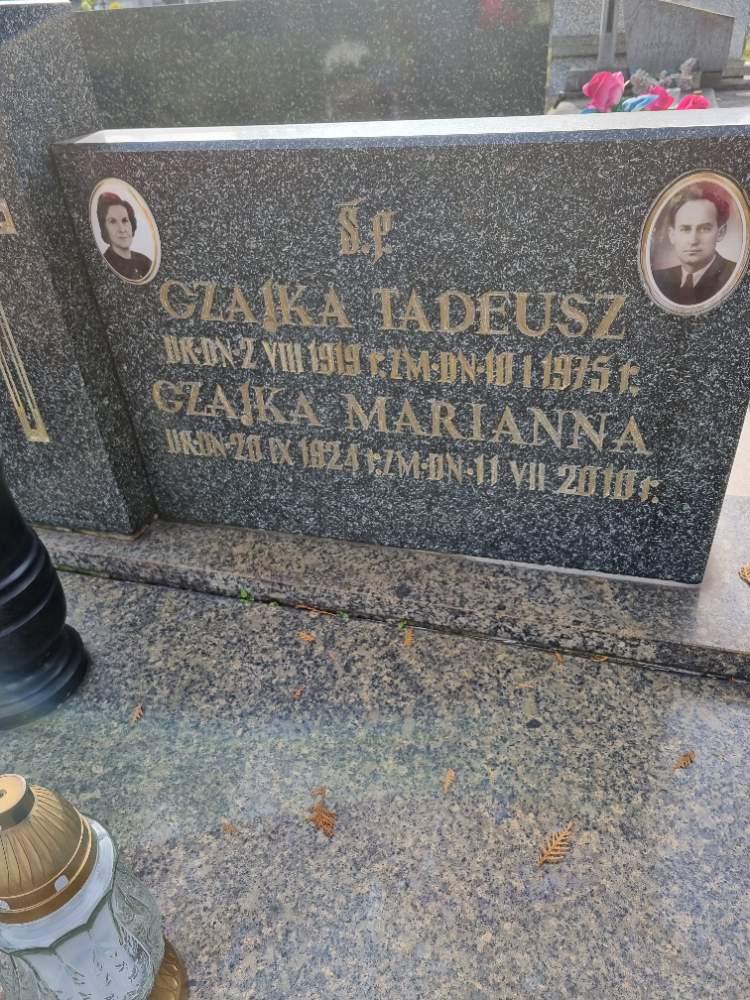 Ś.P.
CZAJKA TADEUSZ
UR·DN·2 VIII 1919 r. ZM·DN·10 I 1975 r.
CZAJKA MARIANNA
UR·DN·20 IX 1924 r. ZM·DN·11 VII 2010 r.